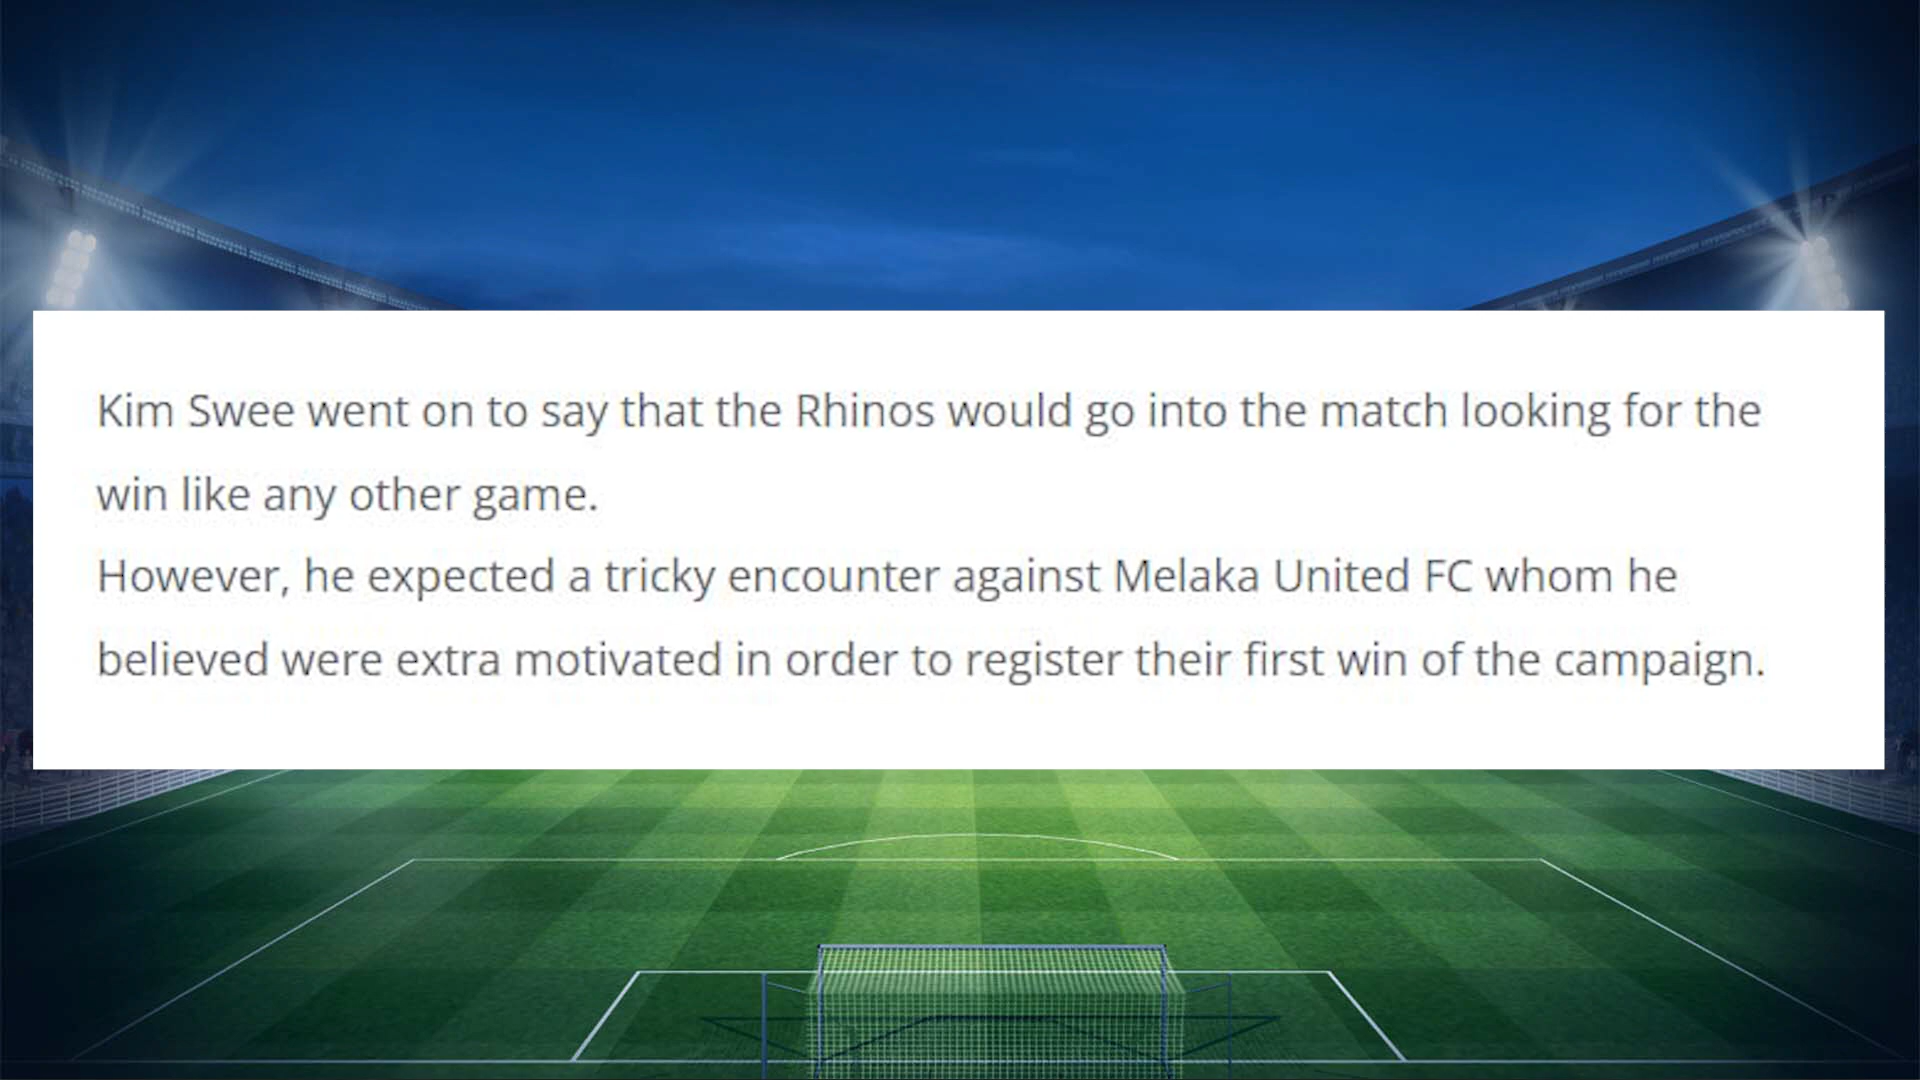 Kim Swee went on to say that the Rhinos would go into the match looking for the
win like any other game.
However, he expected a tricky encounter against Melaka United FC whom he
believed were extra motivated in order to register their first win of the campaign.